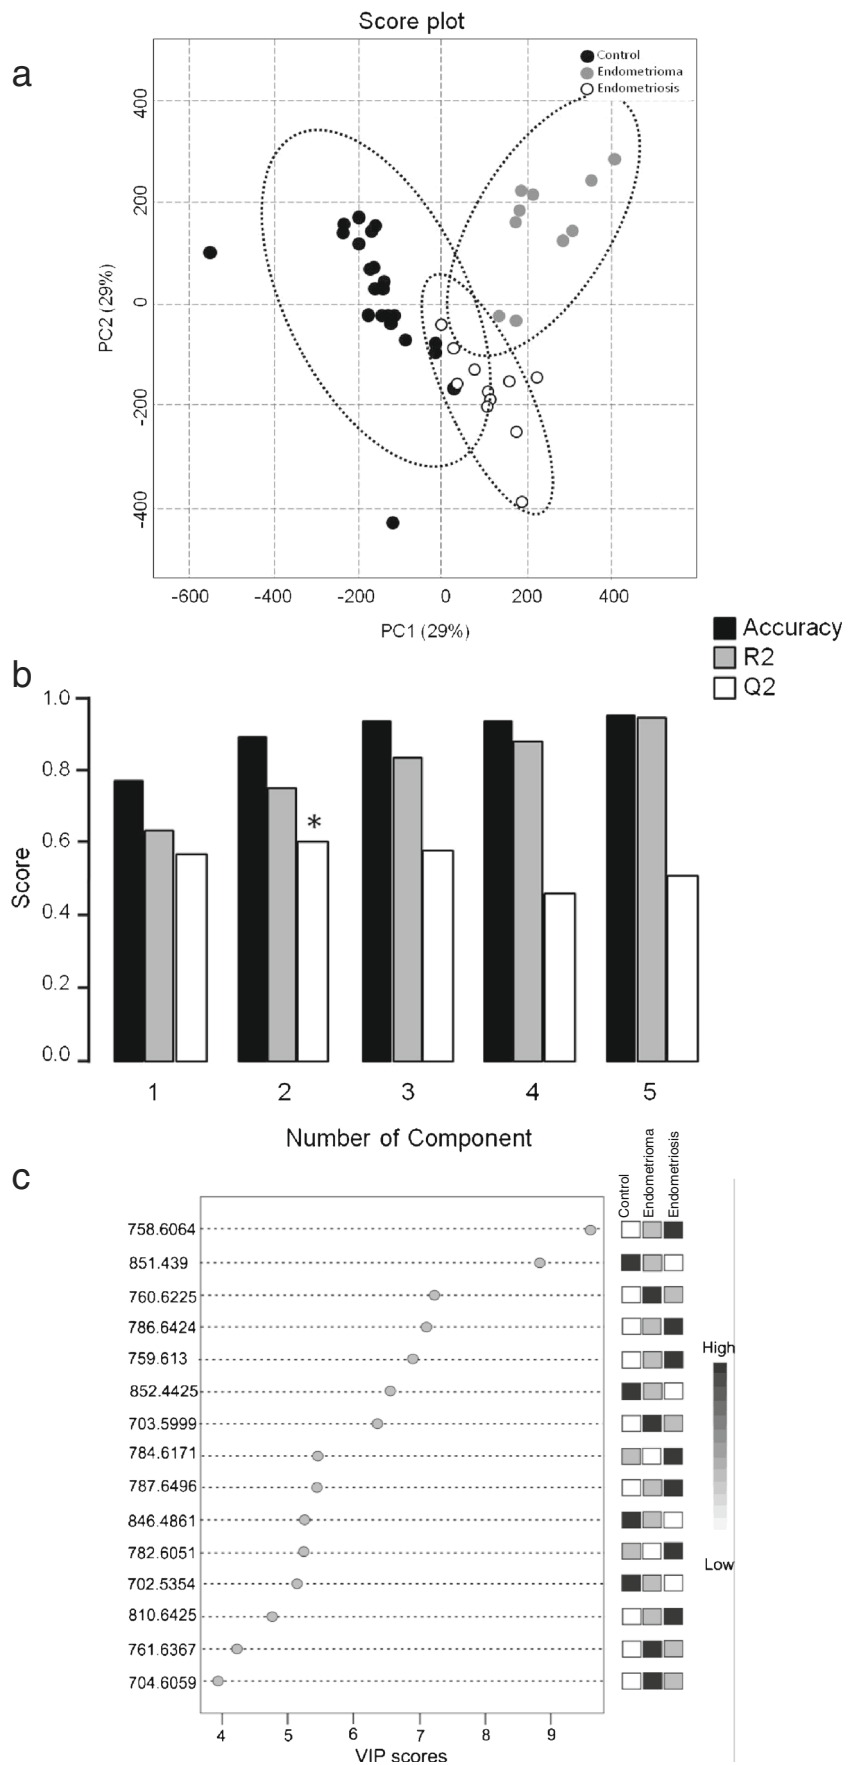 Score plot
a
Control
Endometrioma
Endometriosis
400
200
0
-200
-400
PC2 (29%)
-600 -400 -200 0 200 400
PC1 (29%)
Accuracy
R2
Q2
b
1.0
0.8
0.6
0.4
0.2
0.0
Score
*
1 2 3 4 5
Number of Component
c
Control
Endometrioma
Endometriosis
758.6064
851.439
760.6225
786.6424
759.613
852.4425
703.5999
784.6171
787.6496
846.4861
782.6051
702.5354
810.6425
761.6367
704.6059
High
Low
4 5 6 7 8 9
VIP scores